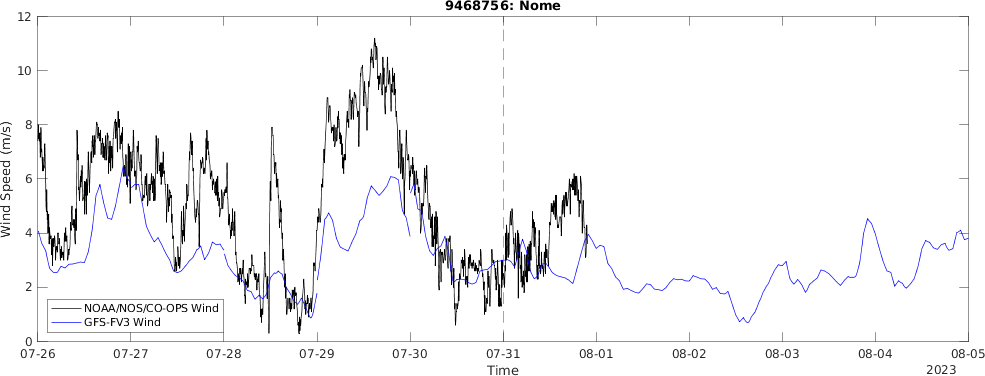 9468756: Nome
Wind Speed (m/s)
12
10
8
6
4
2
0
NOAA/NOS/CO-OPS Wind
GFS-FV3 Wind
07-26 07-27 07-28 07-29 07-30 07-31 08-01 08-02 08-03 08-04 08-05
Time
2023